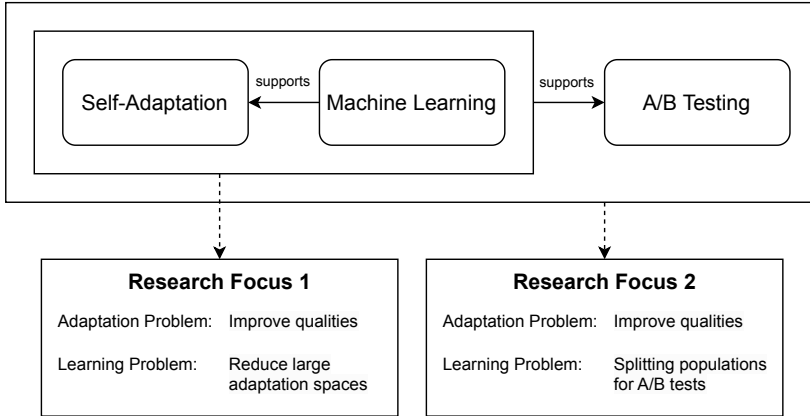 supports
supports
Self-Adaptation
Machine Learning
A/B Testing
Research Focus 1
Adaptation Problem: Improve qualities
Learning Problem: Reduce large
adaptation spaces
Research Focus 2
Adaptation Problem: Improve qualities
Learning Problem: Splitting populations
for A/B tests